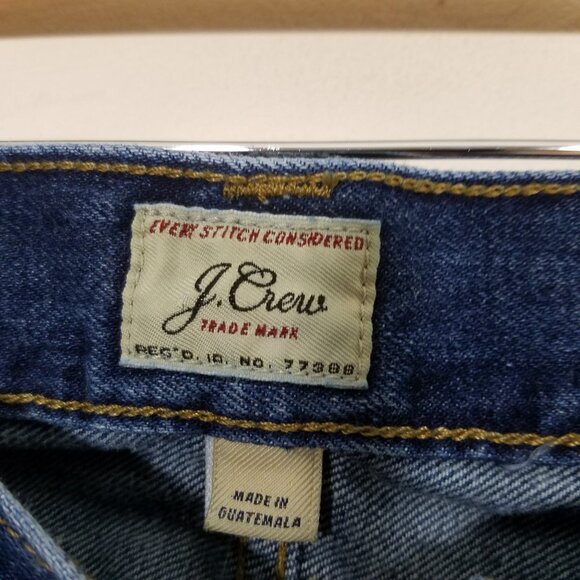 EVERY STITCH CONSIDERED
J.Crew
TRADE MARK
REG'D. ID. NO. 77388
MADE IN
GUATEMALA